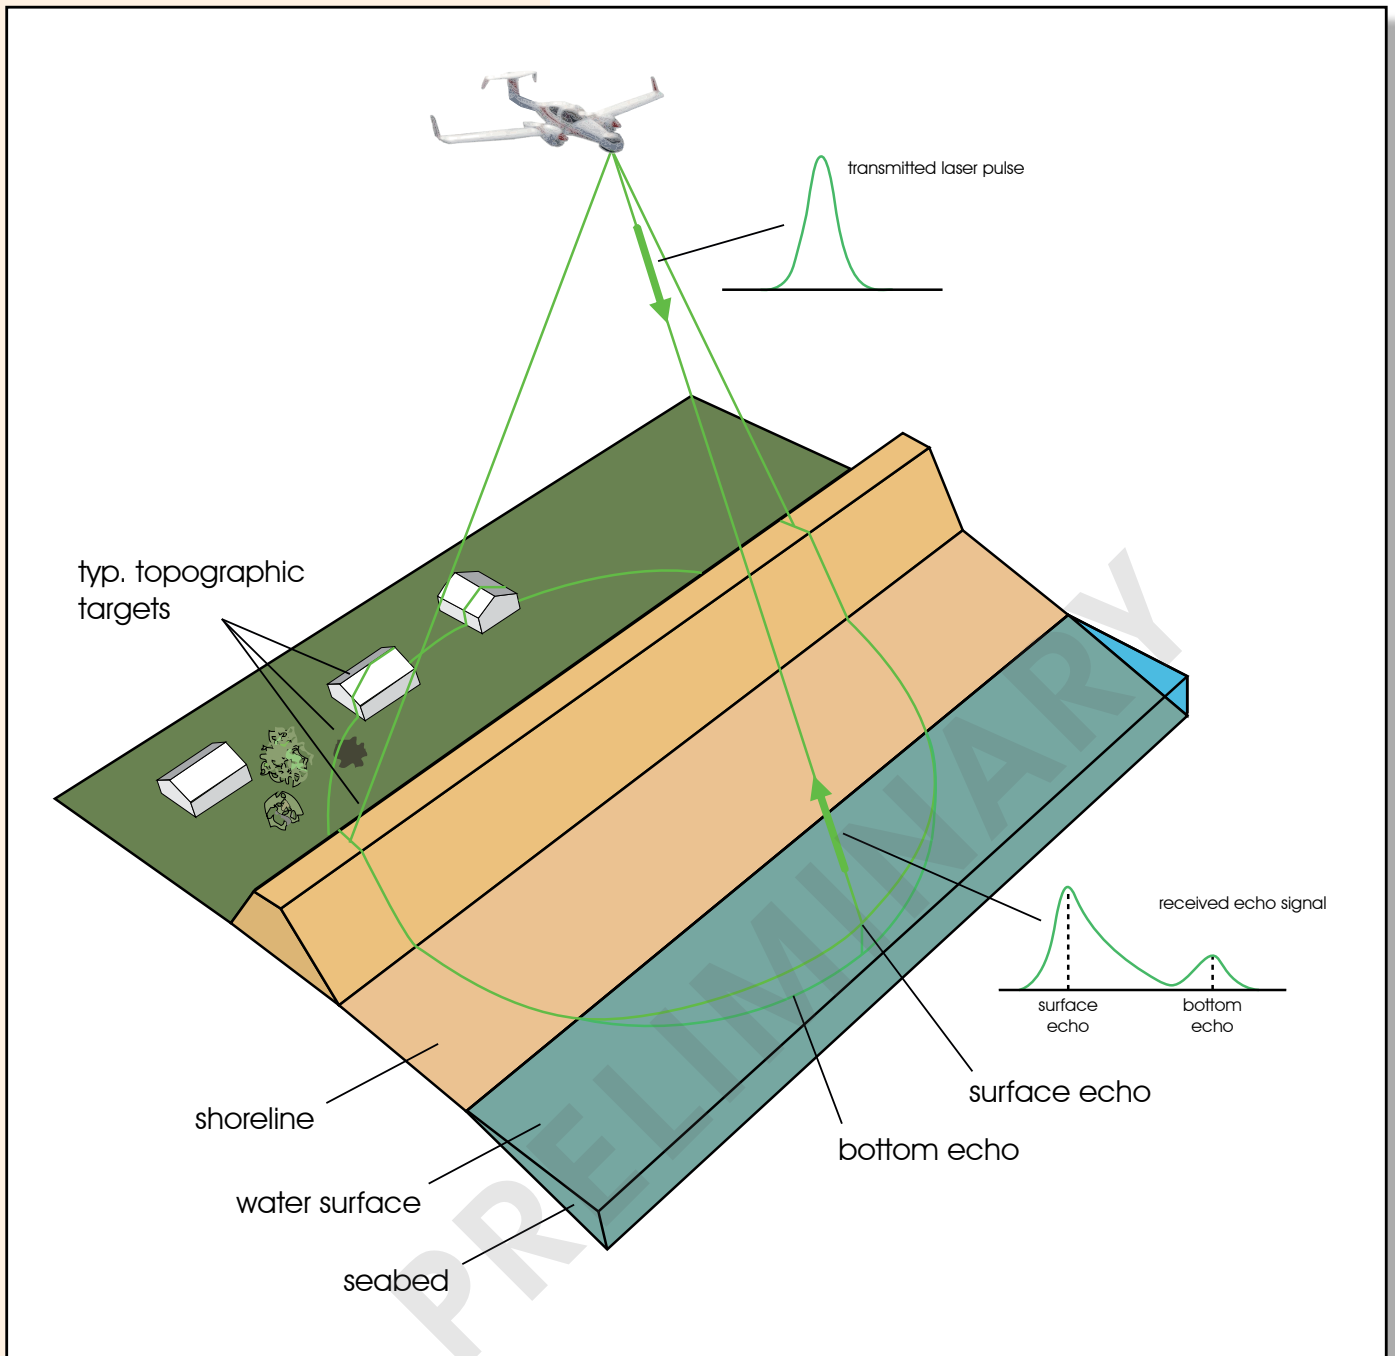 transmitted laser pulse
typ. topographic
targets
received echo signal
surface
echo
bottom
echo
surface echo
shoreline
bottom echo
water surface
seabed
PRELIMINARY